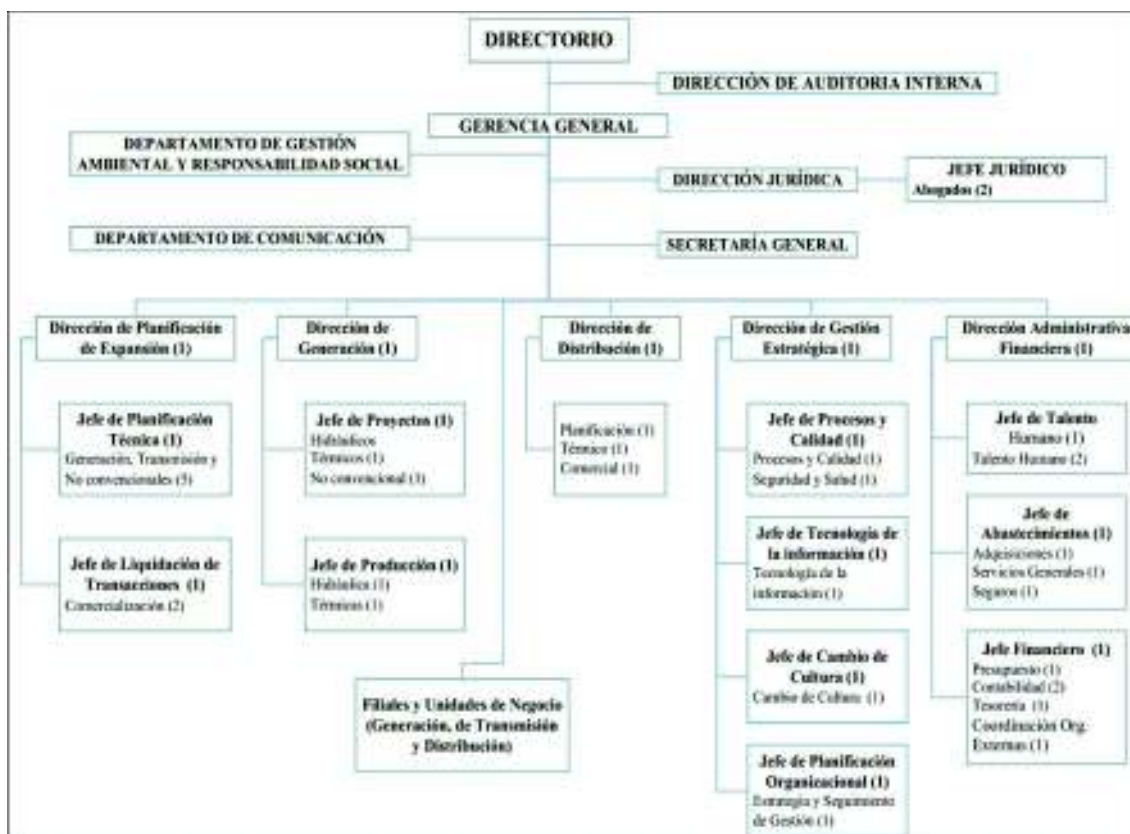 DIRECTORIO
DIRECCIÓN DE AUDITORIA INTERNA
GERENCIA GENERAL
DEPARTAMENTO DE GESTIÓN
AMBIENTAL Y RESPONSABILIDAD SOCIAL
DIRECCIÓN JURÍDICA
JEFE JURÍDICO
Abogados (2)
DEPARTAMENTO DE COMUNICACIÓN
SECRETARÍA GENERAL
Dirección de Planificación
de Expansión (1)
Jefe de Planificación
Técnica (1)
Generación, Transmisión y
No convencionales
Jefe de Liquidación de
Transacciones (1)
Comercialización (2)
Dirección de
Generación (1)
Jefe de Proyectos (1)
Hidráulicos
Térmicos (1)
No convencional
Jefe de Producción (1)
Hidráulica (1)
Térmicos (1)
Filiales y Unidades de Negocio
(Generación, de Transmisión
y Distribución)
Dirección de
Distribución (1)
Planificación (1)
Técnico (1)
Comercial (1)
Dirección de Gestión
Estratégica (1)
Jefe de Procesos y
Calidad (1)
Procesos y Calidad (1)
Seguridad y Salud (1)
Jefe de Tecnología de
la información (1)
Tecnología de la
información (1)
Jefe de Cambio de
Cultura (1)
Cambio de Cultura (1)
Jefe de Planificación
Organizacional (1)
Estrategia y Seguimiento
de Gestión (1)
Dirección Administrativa
Financiera (1)
Jefe de Talento
Humano (1)
Talento Humano (2)
Jefe de
Abastecimientos (1)
Adquisiciones (1)
Servicios Generales (1)
Seguros (1)
Jefe Financiero (1)
Presupuesto (1)
Contabilidad (2)
Tesorería (1)
Coordinación Org.
Externas (1)